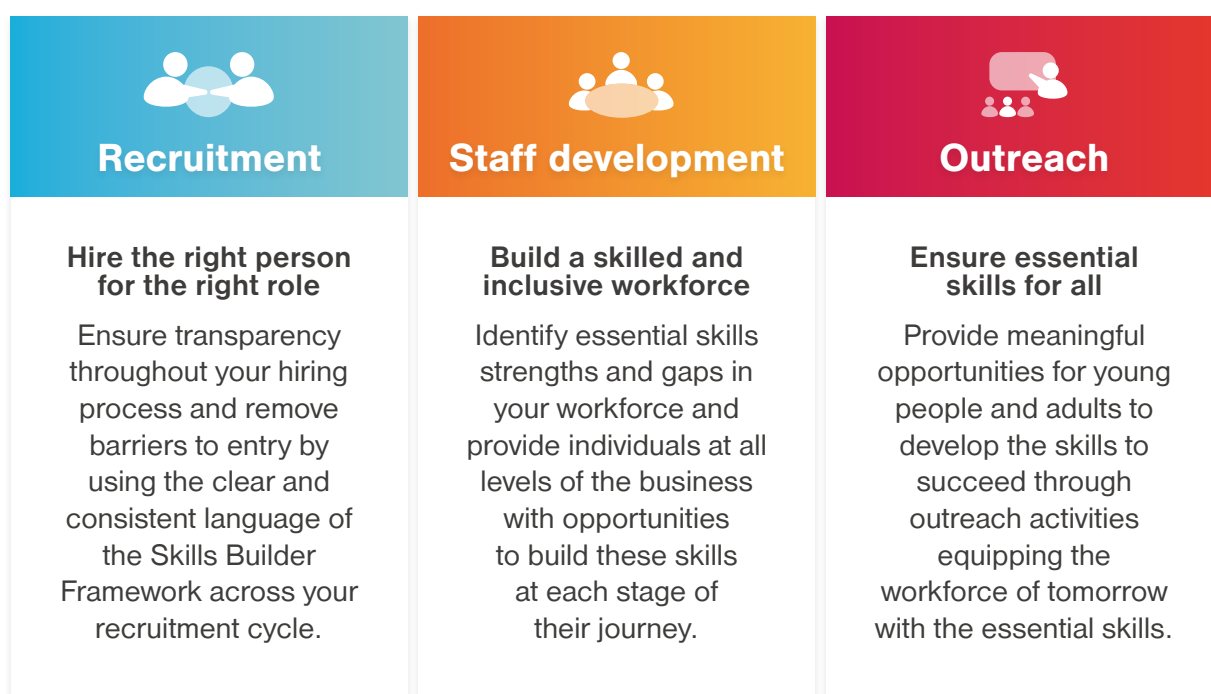 Recruitment
Hire the right person
for the right role
Ensure transparency
throughout your hiring
process and remove
barriers to entry by
using the clear and
consistent language of
the Skills Builder
Framework across your
recruitment cycle.
Staff development
Build a skilled and
inclusive workforce
Identify essential skills
strengths and gaps in
your workforce and
provide individuals at all
levels of the business
with opportunities
to build these skills
at each stage of
their journey.
Outreach
Ensure essential
skills for all
Provide meaningful
opportunities for young
people and adults to
develop the skills to
succeed through
outreach activities
equipping the
workforce of tomorrow
with the essential skills.